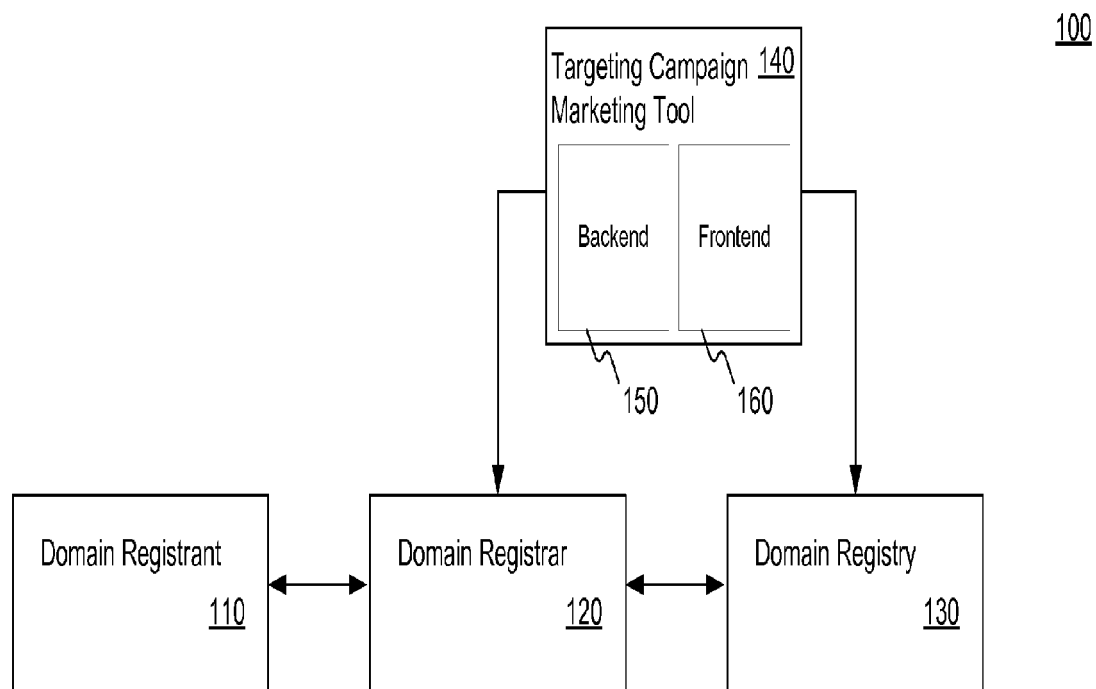 100
Targeting Campaign 140
Marketing Tool
Backend Frontend
150 160
Domain Registrant Domain Registrar Domain Registry
110 120 130